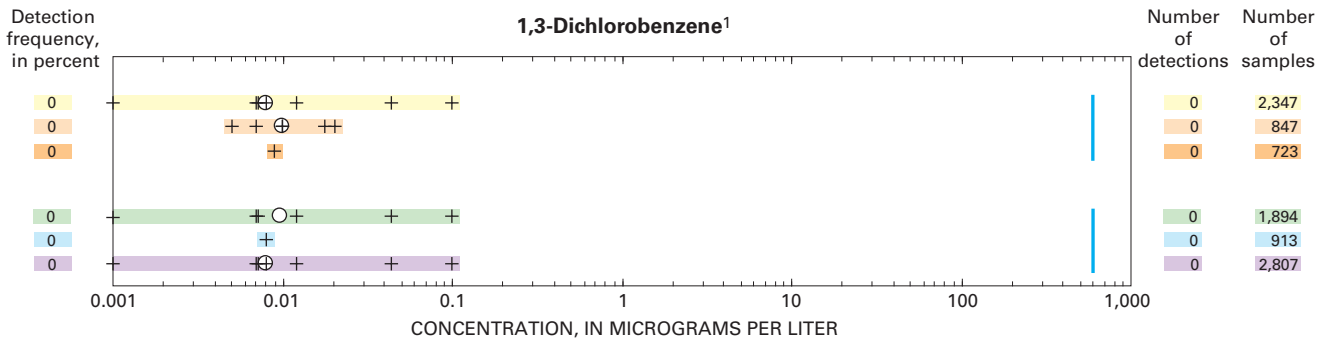 1,3-Dichlorobenzene1
Detection frequency, in percent
Number of detections
Number of samples
0 0 2,347
0 0 847
0 0 723
0 0 1,894
0 0 913
0 0 2,807
0.001 0.01 0.1 1 10 100 1,000
CONCENTRATION, IN MICROGRAMS PER LITER